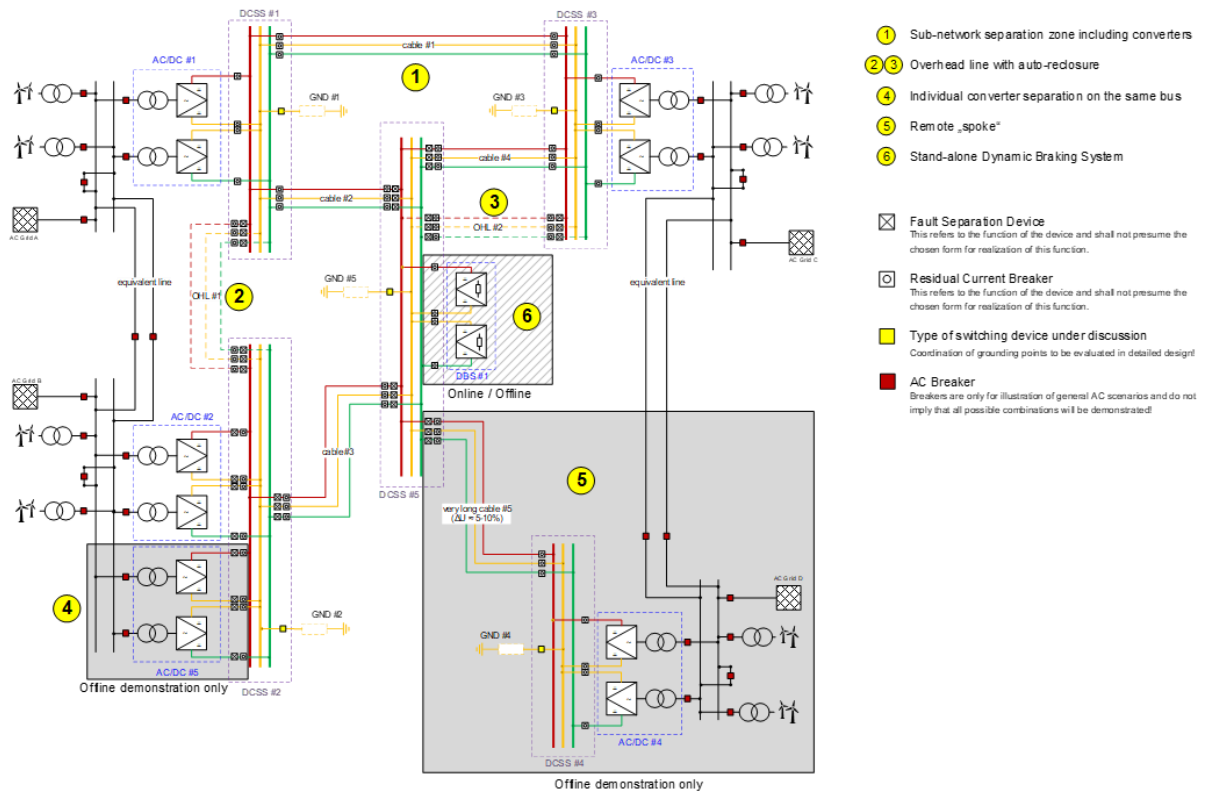 DCSS #1
DCSS #3
AC/DC #1
cable #1
AC/DC #3
1
GND #1
GND #3
DCSS #5
cable #4
cable #2
3
OHL #2
AC Grid A
AC Grid C
equivalent line
equivalent line
GND #5
OHL #1
2
6
DBS #1
Online / Offline
AC Grid B
AC/DC #2
cable #3
DCSS #5
5
very long cable #5
(ΔU ≈ 5-10%)
4
AC Grid D
GND #2
GND #4
AC/DC #5
Offline demonstration only
DCSS #2
AC/DC #4
DCSS #4
Offline demonstration only
1 Sub-network separation zone including converters
2 3 Overhead line with auto-reclosure
4 Individual converter separation on the same bus
5 Remote „spoke“
6 Stand-alone Dynamic Braking System
Fault Separation Device
This refers to the function of the device and shall not presume the
chosen form for realization of this function.
Residual Current Breaker
This refers to the function of the device and shall not presume the
chosen form for realization of this function.
Type of switching device under discussion
Coordination of grounding points to be evaluated in detailed design!
AC Breaker
Breakers are only for illustration of general AC scenarios and do not
imply that all possible combinations will be demonstrated!